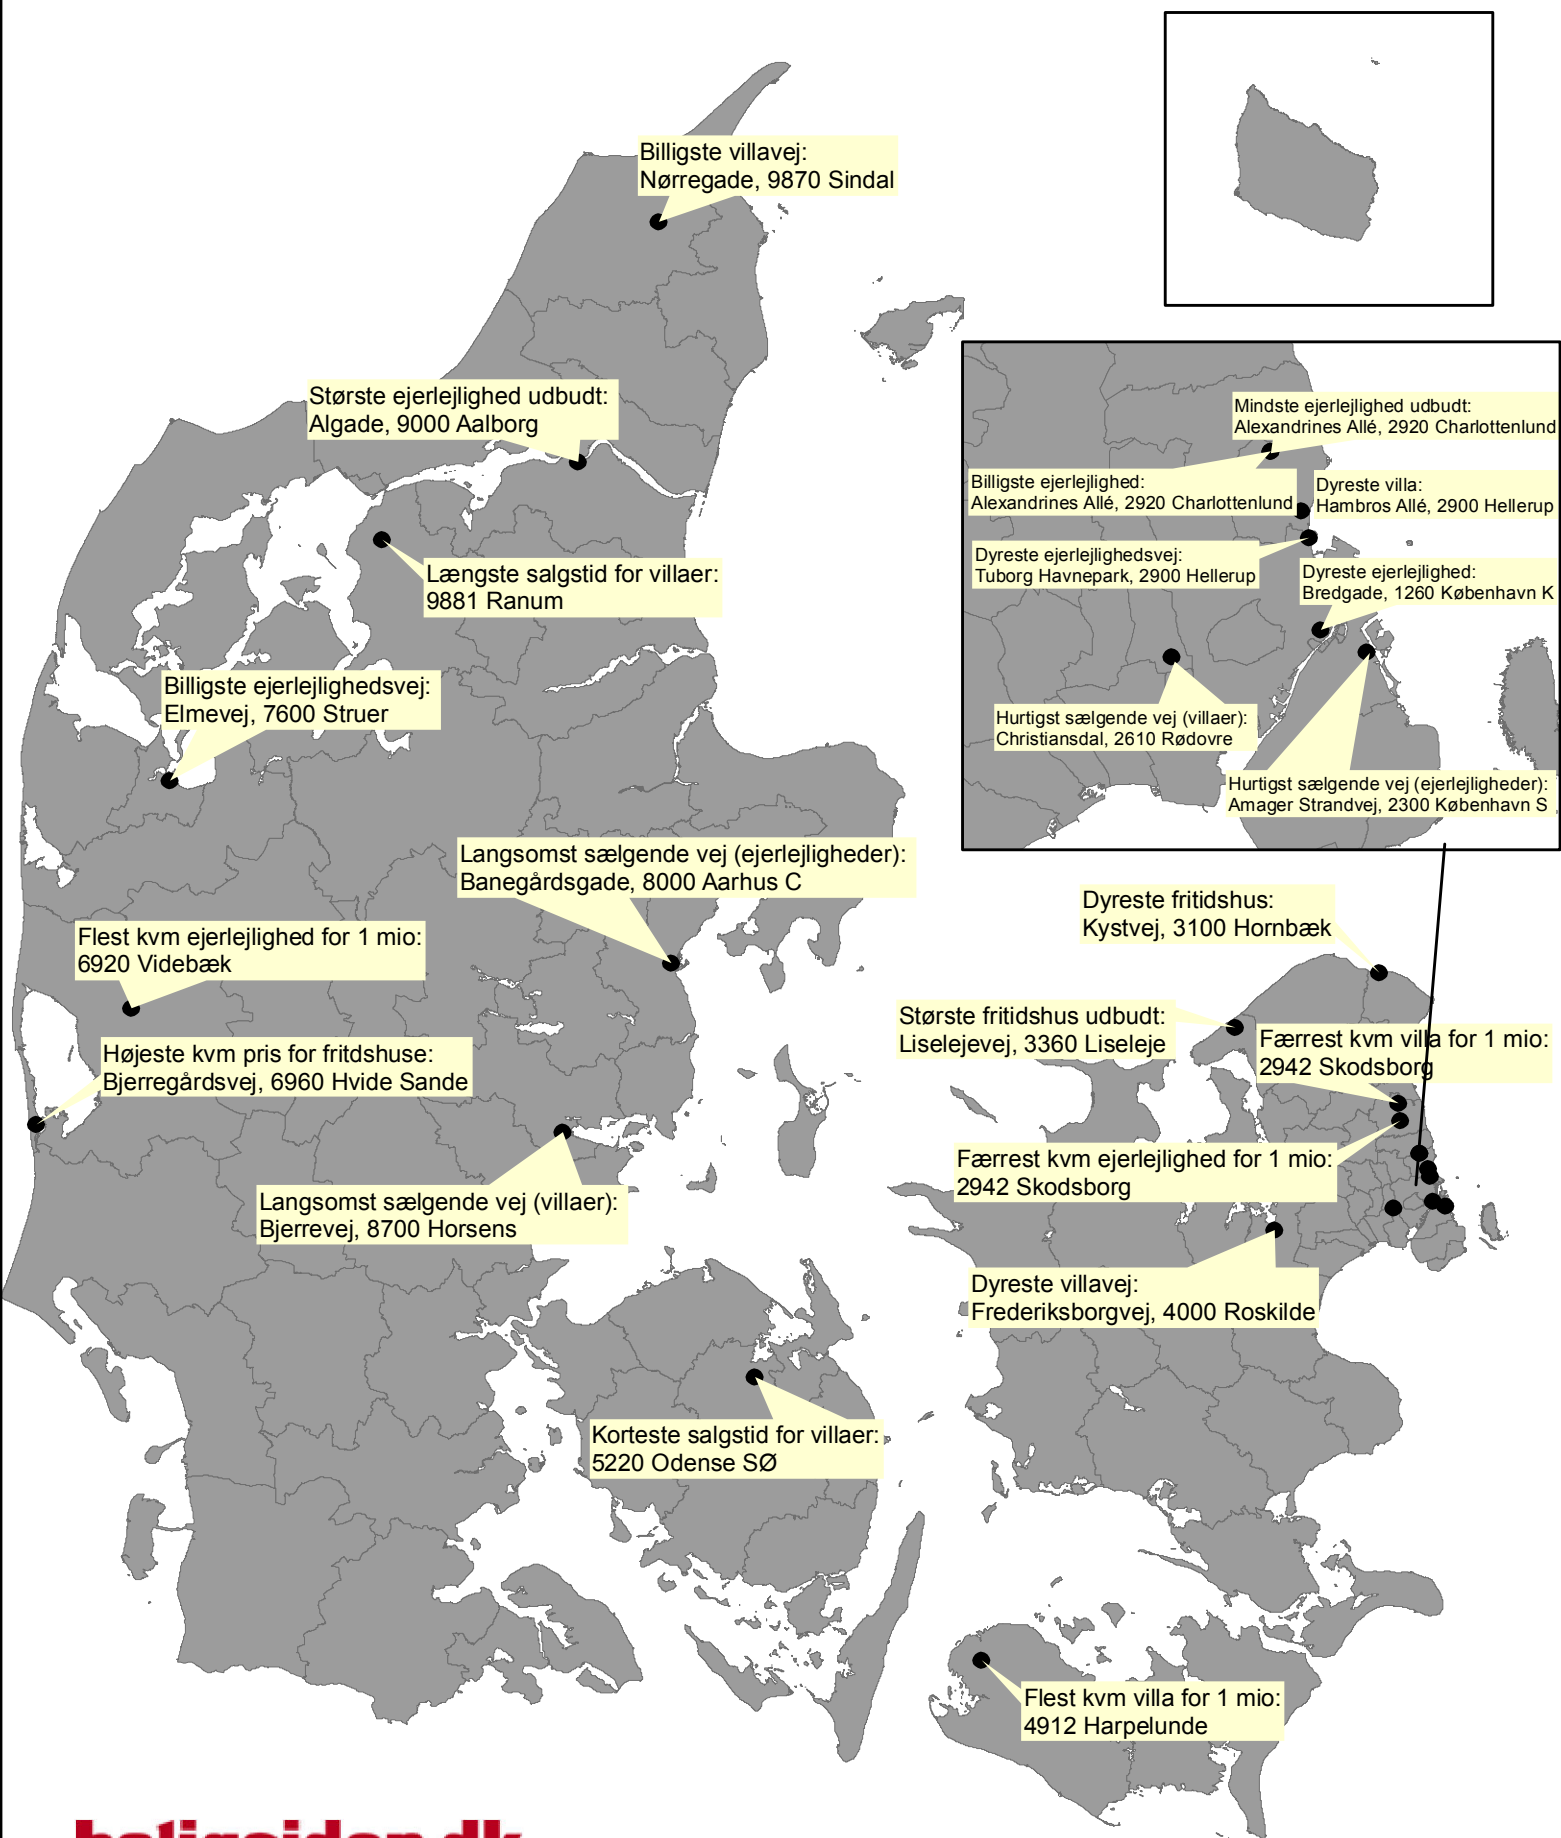 Billigste villavej:
Nørregade, 9870 Sindal
Største ejerlejlighed udbudt:
Algade, 9000 Aalborg
Mindste ejerlejlighed udbudt:
Alexandrines Allé, 2920 Charlottenlund
Billigste ejerlejlighed:
Alexandrines Allé, 2920 Charlottenlund
Dyreste villa:
Hambros Allé, 2900 Hellerup
Dyreste ejerlejlighedsvej:
Tuborg Havnepark, 2900 Hellerup
Dyreste ejerlejlighed:
Bredgade, 1260 København K
Hurtigst sælgende vej (villaer):
Christiansdal, 2610 Rødovre
Hurtigst sælgende vej (ejerlejligheder):
Amager Strandvej, 2300 København S
Længste salgstid for villaer:
9881 Ranum
Billigste ejerlejlighedsvej:
Elmevej, 7600 Struer
Langsomst sælgende vej (ejerlejligheder):
Banegårdsgade, 8000 Aarhus C
Dyreste fritidshus:
Kystvej, 3100 Hornbæk
Flest kvm ejerlejlighed for 1 mio:
6920 Videbæk
Største fritidshus udbudt:
Liselejevej, 3360 Liseleje
Færrest kvm villa for 1 mio:
2942 Skodsborg
Højeste kvm pris for fritdshuse:
Bjerregårdsvej, 6960 Hvide Sande
Færrest kvm ejerlejlighed for 1 mio:
2942 Skodsborg
Langsomst sælgende vej (villaer):
Bjerrevej, 8700 Horsens
Dyreste villavej:
Frederiksborgvej, 4000 Roskilde
Korteste salgstid for villaer:
5220 Odense SØ
Flest kvm villa for 1 mio:
4912 Harpelunde
boligsiden.dk